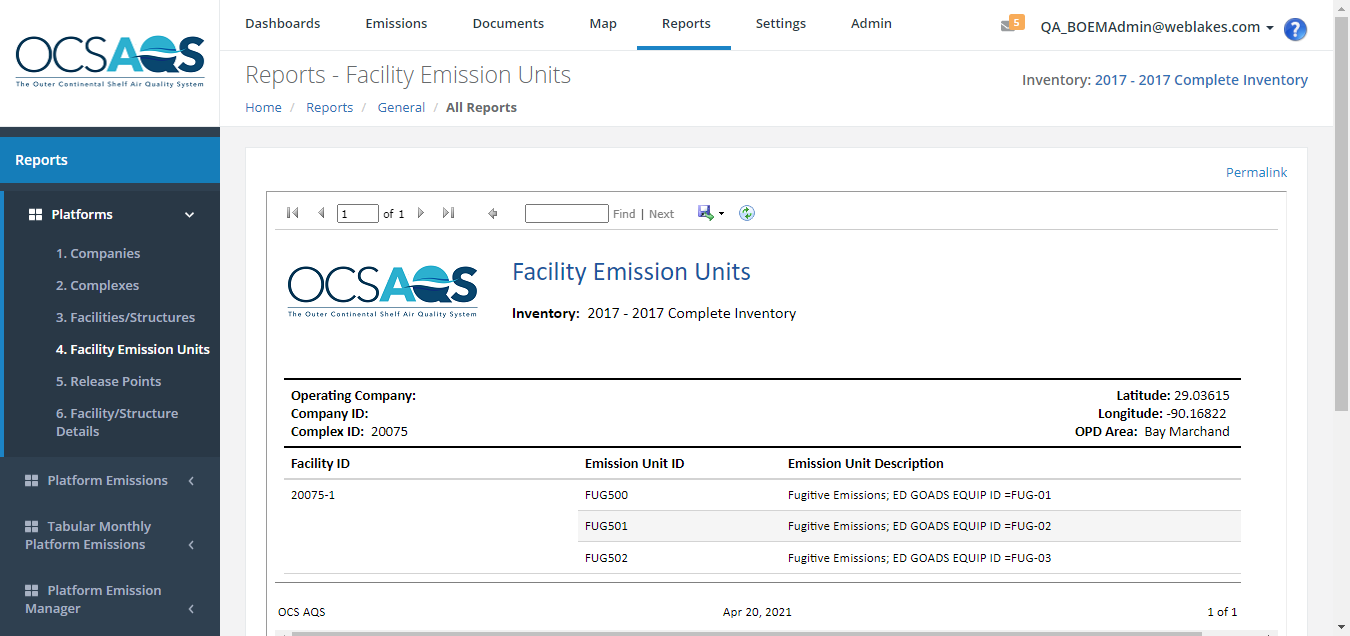 OCSAQS
The Outer Continental Shelf Air Quality System
Dashboards Emissions Documents Map Reports Settings Admin
5 QA_BOEMAdmin@weblakes.com ?
Reports - Facility Emission Units
Inventory: 2017 - 2017 Complete Inventory
Home / Reports / General / All Reports
Reports
Platforms
1. Companies
2. Complexes
3. Facilities/Structures
4. Facility Emission Units
5. Release Points
6. Facility/Structure
Details
Platform Emissions
Tabular Monthly
Platform Emissions
Platform Emission
Manager
Permalink
1 of 1 Find | Next
OCSAQS
The Outer Continental Shelf Air Quality System
Facility Emission Units
Inventory: 2017 - 2017 Complete Inventory
Operating Company: Latitude: 29.03615
Company ID: Longitude: -90.16822
Complex ID: 20075 OPD Area: Bay Marchand
Facility ID Emission Unit ID Emission Unit Description
20075-1 FUG500 Fugitive Emissions; ED GOADS EQUIP ID =FUG-01
FUG501 Fugitive Emissions; ED GOADS EQUIP ID =FUG-02
FUG502 Fugitive Emissions; ED GOADS EQUIP ID =FUG-03
OCS AQS Apr 20, 2021 1 of 1